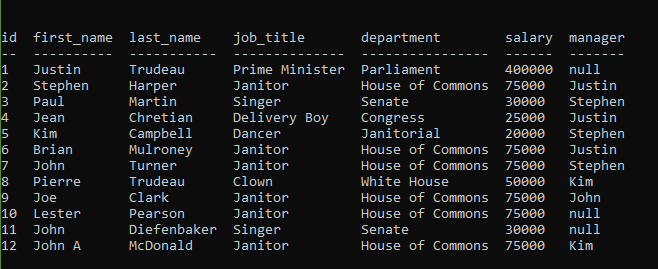 id  first_name  last_name    job_title       department        salary  manager
--  ----------  -----------  --------------  ----------------  ------  -------
1   Justin      Trudeau      Prime Minister  Parliament        400000  null
2   Stephen     Harper       Janitor         House of Commons  75000   Justin
3   Paul        Martin       Singer          Senate            30000   Stephen
4   Jean        Chretian     Delivery Boy    Congress          25000   Justin
5   Kim         Campbell     Dancer          Janitorial        20000   Stephen
6   Brian       Mulroney     Janitor         House of Commons  75000   Justin
7   John        Turner       Janitor         House of Commons  75000   Stephen
8   Pierre      Trudeau      Clown           White House       50000   Kim
9   Joe         Clark        Janitor         House of Commons  75000   John
10  Lester      Pearson      Janitor         House of Commons  75000   null
11  John        Diefenbaker  Singer          Senate            30000   null
12  John A      McDonald     Janitor         House of Commons  75000   Kim